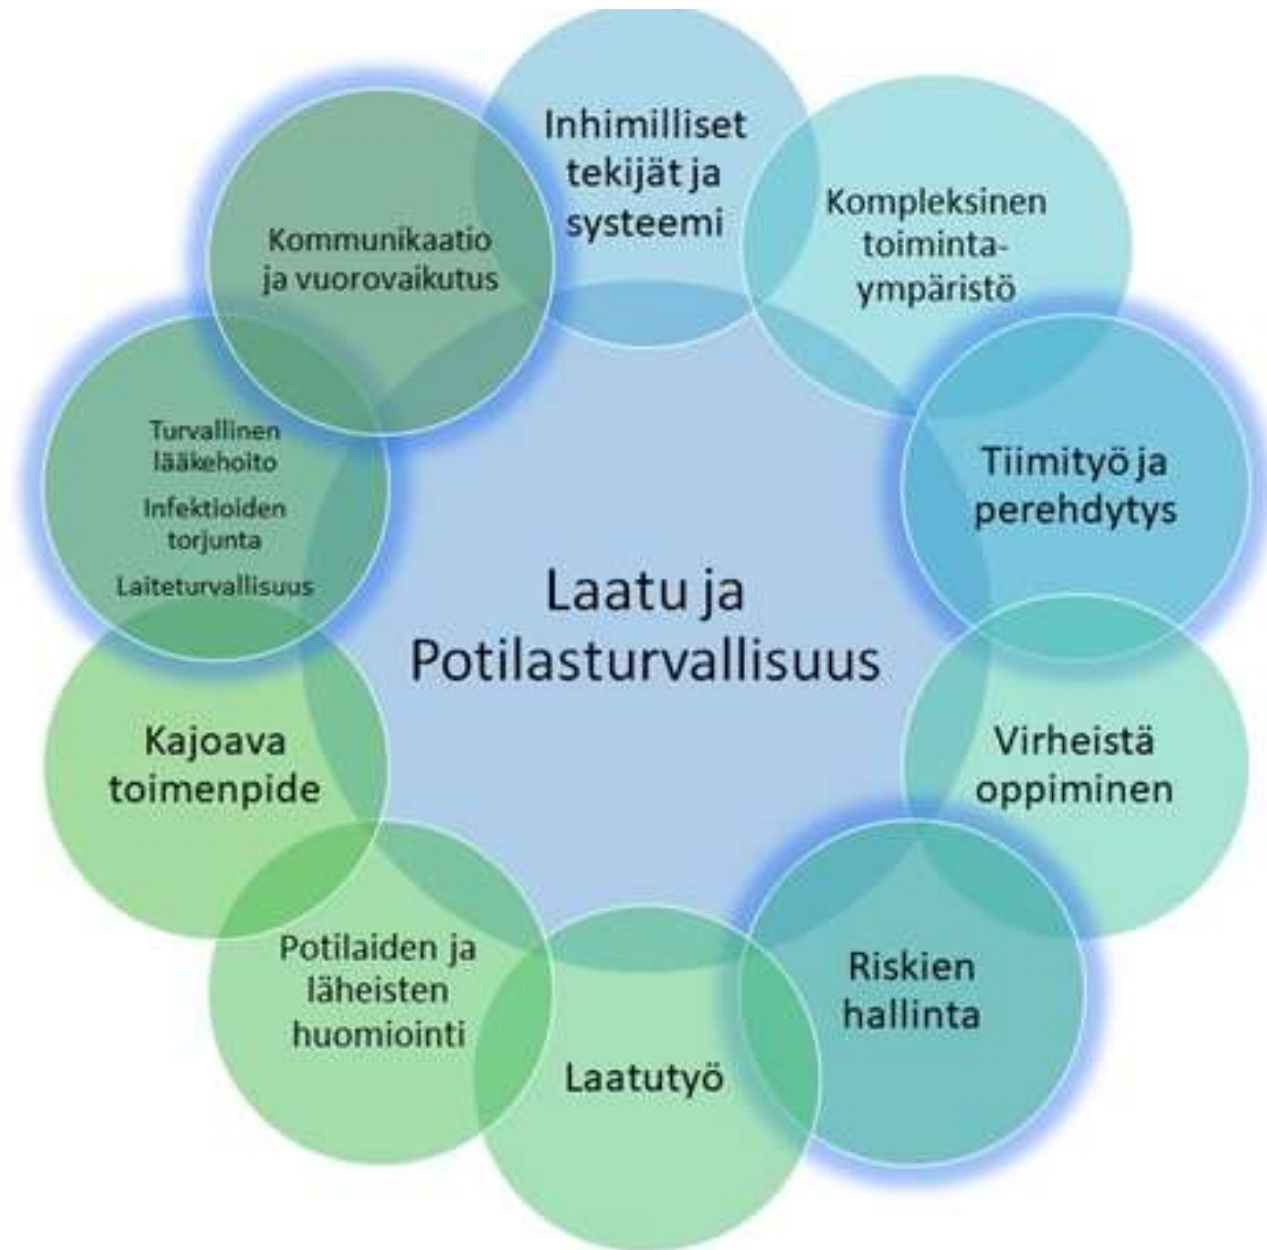 Inhimilliset
tekijät ja
systeemi
Kompleksinen
toiminta-
ympäristö
Tiimityö ja
perehdytys
Virheistä
oppiminen
Riskien
hallinta
Laatutyö
Potilaiden ja
läheisten
huomiointi
Kajoava
toimenpide
Turvallinen
lääkehoito
Infektioiden
torjunta
Laiteturvallisuus
Kommunikaatio
ja vuorovaikutus
Laatu ja
Potilasturvallisuus